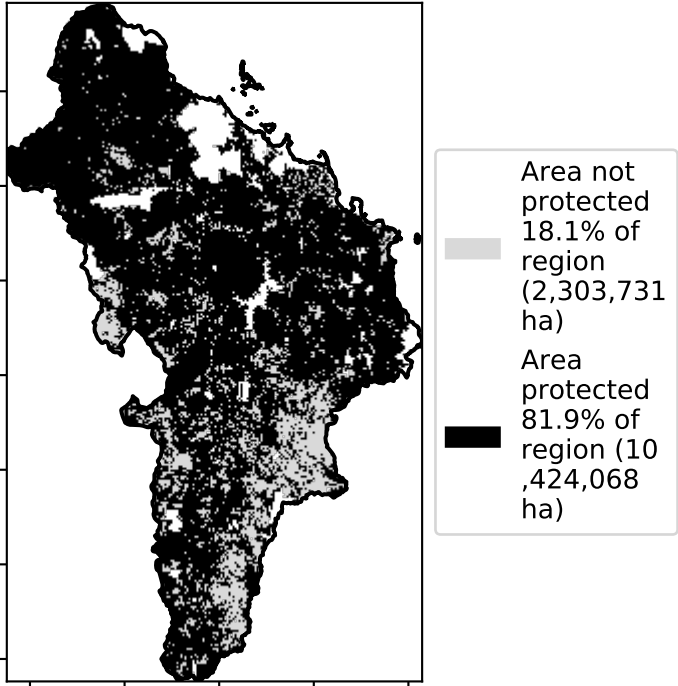 Area not
protected
18.1% of
region
(2,303,731
ha)
Area
protected
81.9% of
region (10
,424,068
ha)